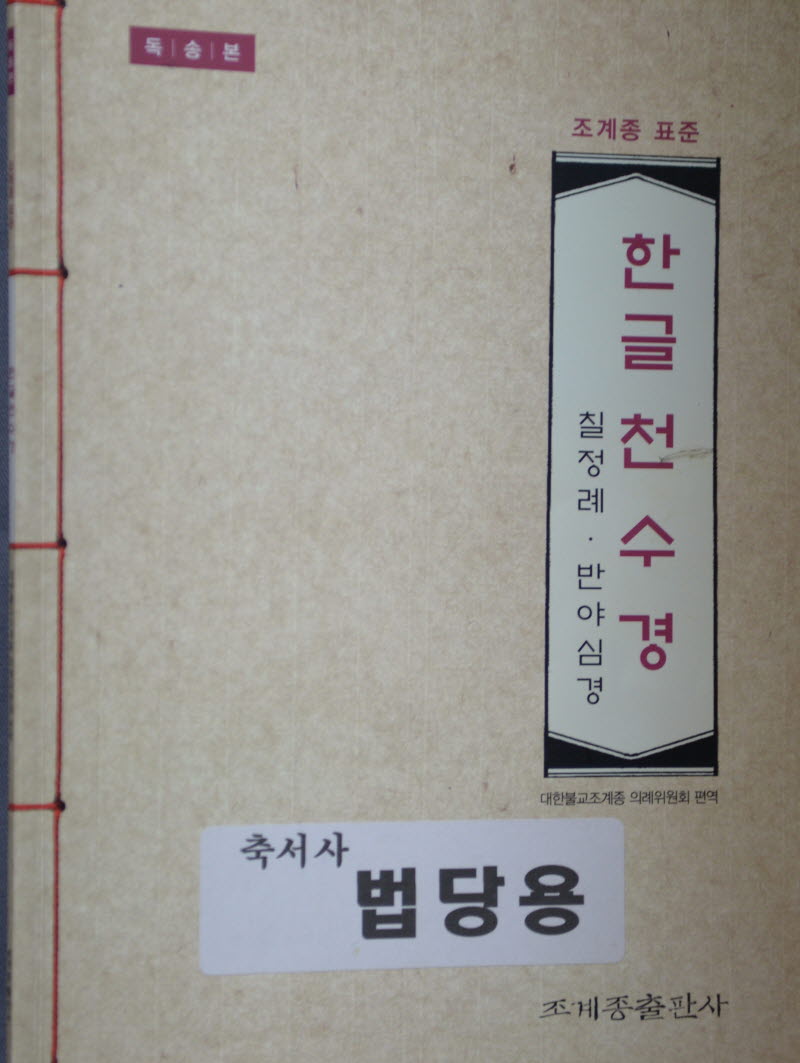 독 | 송 | 본
조계종 표준
한글 천수경
칠정례 · 반야심경
대한불교조계종 의례위원회 편역
축서사
법당용
조계종출판사